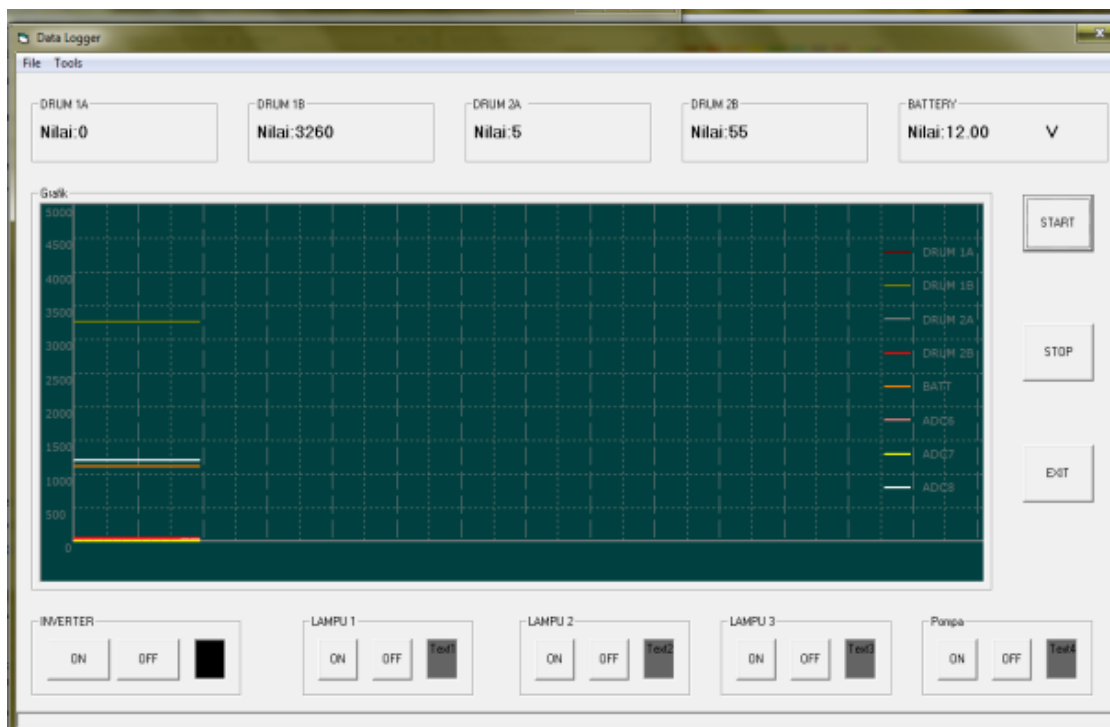 Data Logger
File Tools
DRUM 1A
Nilai:0
DRUM 1B
Nilai:3260
DRUM 2A
Nilai:5
DRUM 2B
Nilai:55
BATTERY
Nilai:12.00 V
Grafik
5000
4500
4000
3500
3000
2500
2000
1500
1000
500
0
DRUM 1A
DRUM 1B
DRUM 2A
DRUM 2B
BATT
ADC6
ADC7
ADC8
START
STOP
EXIT
INVERTER
ON OFF
LAMPU 1
ON OFF Text1
LAMPU 2
ON OFF Text2
LAMPU 3
ON OFF Text3
Pompa
ON OFF Text4